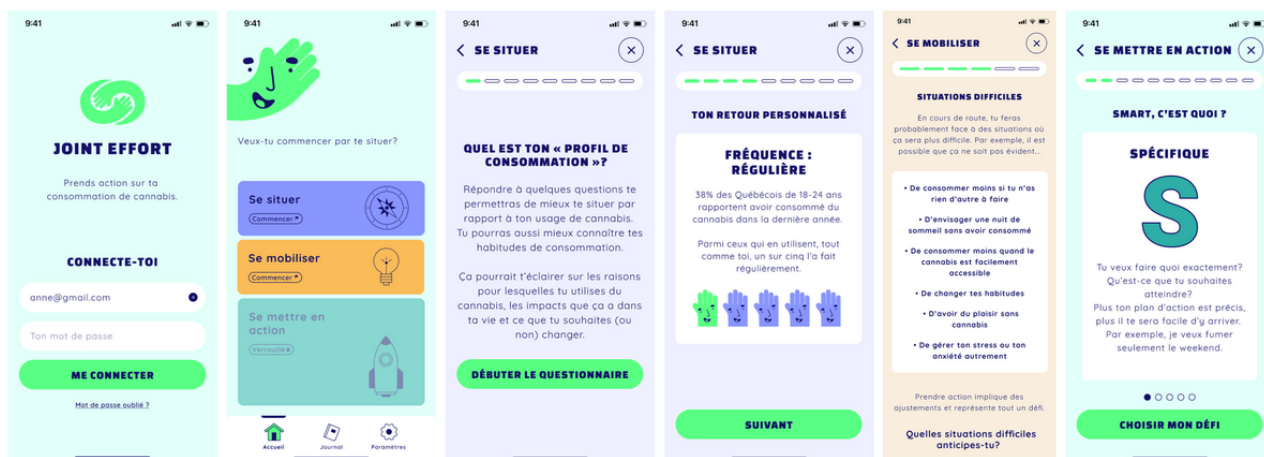 9:41
JOINT EFFORT
Prends action sur ta
consommation de cannabis.
CONNECTE-TOI
anne@gmail.com
Ton mot de passe
ME CONNECTER
Mot de passe oublié ?
9:41
Veux-tu commencer par te situer?
Se situer
Commencer
Se mobiliser
Commencer
Se mettre en
action
Verrouillé
Accueil
Journal
Paramètres
9:41
SE SITUER
QUEL EST TON « PROFIL DE
CONSOMMATION »?
Répondre à quelques questions te
permettras de mieux te situer par
rapport à ton usage de cannabis.
Tu pourras aussi mieux connaître tes
habitudes de consommation.
Ça pourrait t'éclairer sur les raisons
pour lesquelles tu utilises du
cannabis, les impacts que ça a dans
ta vie et ce que tu souhaites (ou
non) changer.
DÉBUTER LE QUESTIONNAIRE
9:41
SE SITUER
TON RETOUR PERSONNALISÉ
FRÉQUENCE :
RÉGULIÈRE
38% des Québécois de 18-24 ans
rapportent avoir consommé du
cannabis dans la dernière année.
Parmi ceux qui en utilisent, tout
comme toi, un sur cinq l'a fait
régulièrement.
SUIVANT
9:41
SE MOBILISER
SITUATIONS DIFFICILES
En cours de route, tu feras
probablement face à des situations où
ça sera plus difficile. Par exemple, il est
possible que ça ne soit pas évident...
• De consommer moins si tu n'as
rien d'autre à faire
• D'envisager une nuit de
sommeil sans avoir consommé
• De consommer moins quand le
cannabis est facilement
accessible
• De changer tes habitudes
• D'avoir du plaisir sans
cannabis
• De gérer ton stress ou ton
anxiété autrement
Prendre action implique des
ajustements et représente tout un défi.
Quelles situations difficiles
anticipes-tu?
9:41
SE METTRE EN ACTION
SMART, C'EST QUOI ?
SPÉCIFIQUE
S
Tu veux faire quoi exactement?
Qu'est-ce que tu souhaites
atteindre?
Plus ton plan d'action est précis,
plus il te sera facile d'y arriver.
Par exemple, je veux fumer
seulement le weekend.
CHOISIR MON DÉFI